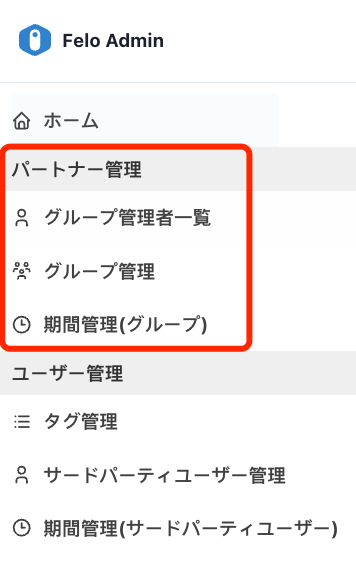 Felo Admin
ホーム
パートナー管理
グループ管理者一覧
グループ管理
期間管理(グループ)
ユーザー管理
タグ管理
サードパーティユーザー管理
期間管理(サードパーティユーザー)